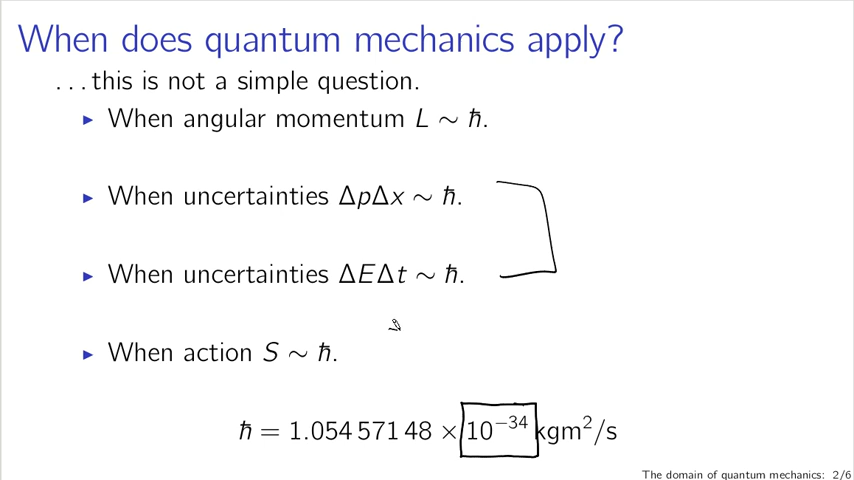 When does quantum mechanics apply?
...this is not a simple question.
▶ When angular momentum L ∼ ℏ.
▶ When uncertainties ΔpΔx ∼ ℏ.
▶ When uncertainties ΔEΔt ∼ ℏ.
▶ When action S ∼ ℏ.
ℏ = 1.054 571 48 × 10⁻³⁴ kgm²/s
The domain of quantum mechanics: 2/6